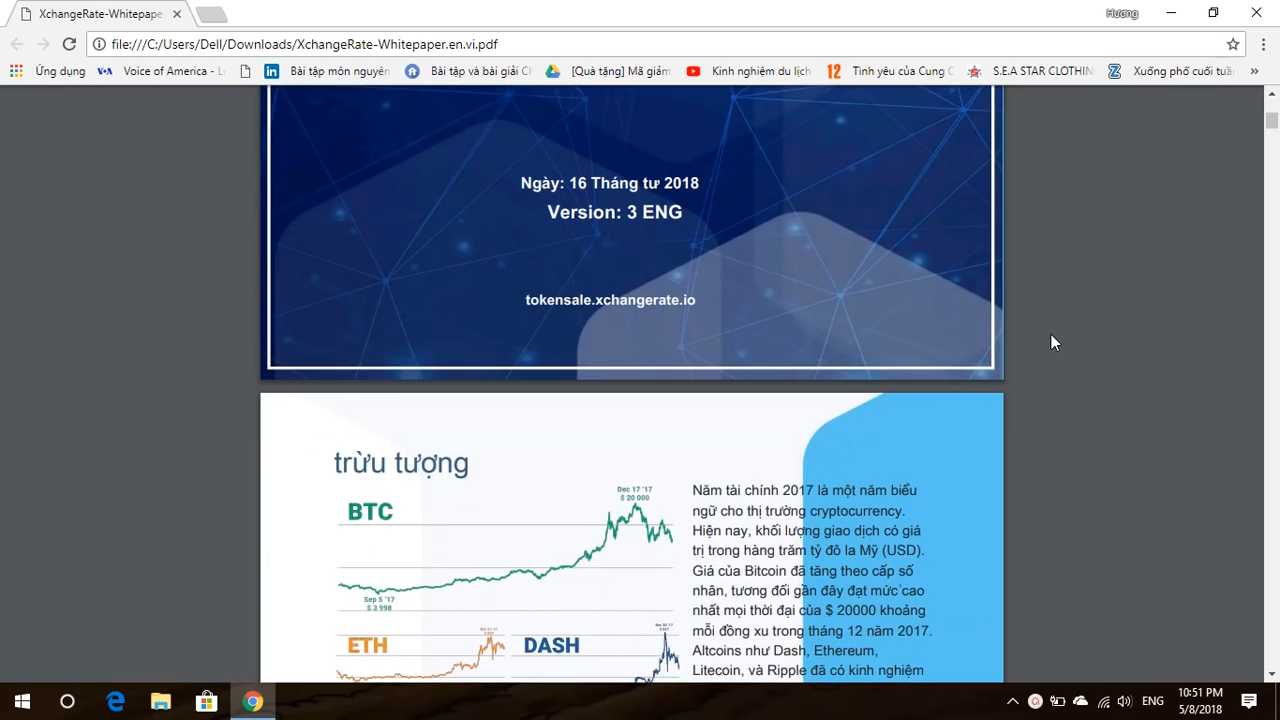 XchangeRate-Whitepape
Hương
file:///C:/Users/Dell/Downloads/XchangeRate-Whitepaper.en.vi.pdf
Ứng dụng
VOA
Voice of America - L
in
Bài tập môn nguyên
Bài tập và bài giải C
[Quà tặng] Mã giảm
Kinh nghiệm du lịch
12
Tình yêu của Cung C
S.E.A STAR CLOTHIN
Z
Xuống phố cuối tuần
»
Ngày: 16 Tháng tư 2018
Version: 3 ENG
tokensale.xchangerate.io
trừu tượng
BTC
Dec 17 '17
$ 20 000
Sep 5 '17
$ 3 998
ETH
DASH
Năm tài chính 2017 là một năm biểu
ngữ cho thị trường cryptocurrency.
Hiện nay, khối lượng giao dịch có giá
trị trong hàng trăm tỷ đô la Mỹ (USD).
Giá của Bitcoin đã tăng theo cấp số
nhân, tương đối gần đây đạt mức cao
nhất mọi thời đại của $ 20000 khoảng
mỗi đồng xu trong tháng 12 năm 2017.
Altcoins như Dash, Ethereum,
Litecoin, và Ripple đã có kinh nghiệm
ENG
10:51 PM
5/8/2018